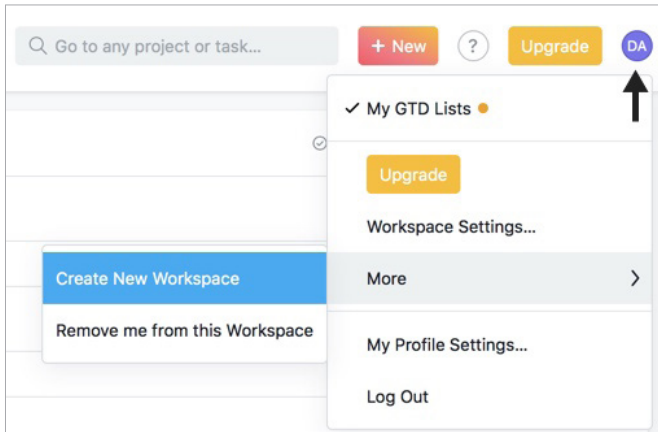 Go to any project or task...
+ New
?
Upgrade
DA
My GTD Lists
Upgrade
Workspace Settings...
More
Create New Workspace
Remove me from this Workspace
My Profile Settings...
Log Out